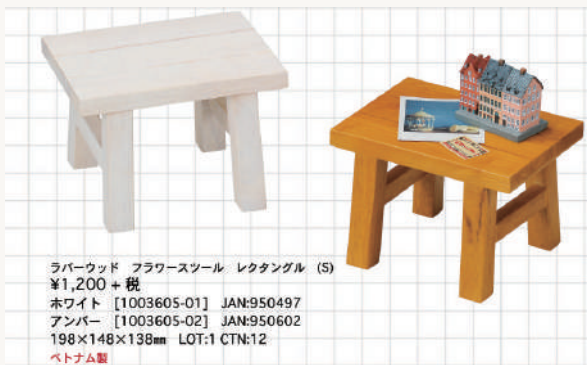 ラバーウッド フラワースツール レクタングル (S)
¥1,200 + 税
ホワイト [1003605-01] JAN:950497
アンバー [1003605-02] JAN:950602
198×148×138㎜ LOT:1 CTN:12
ベトナム製